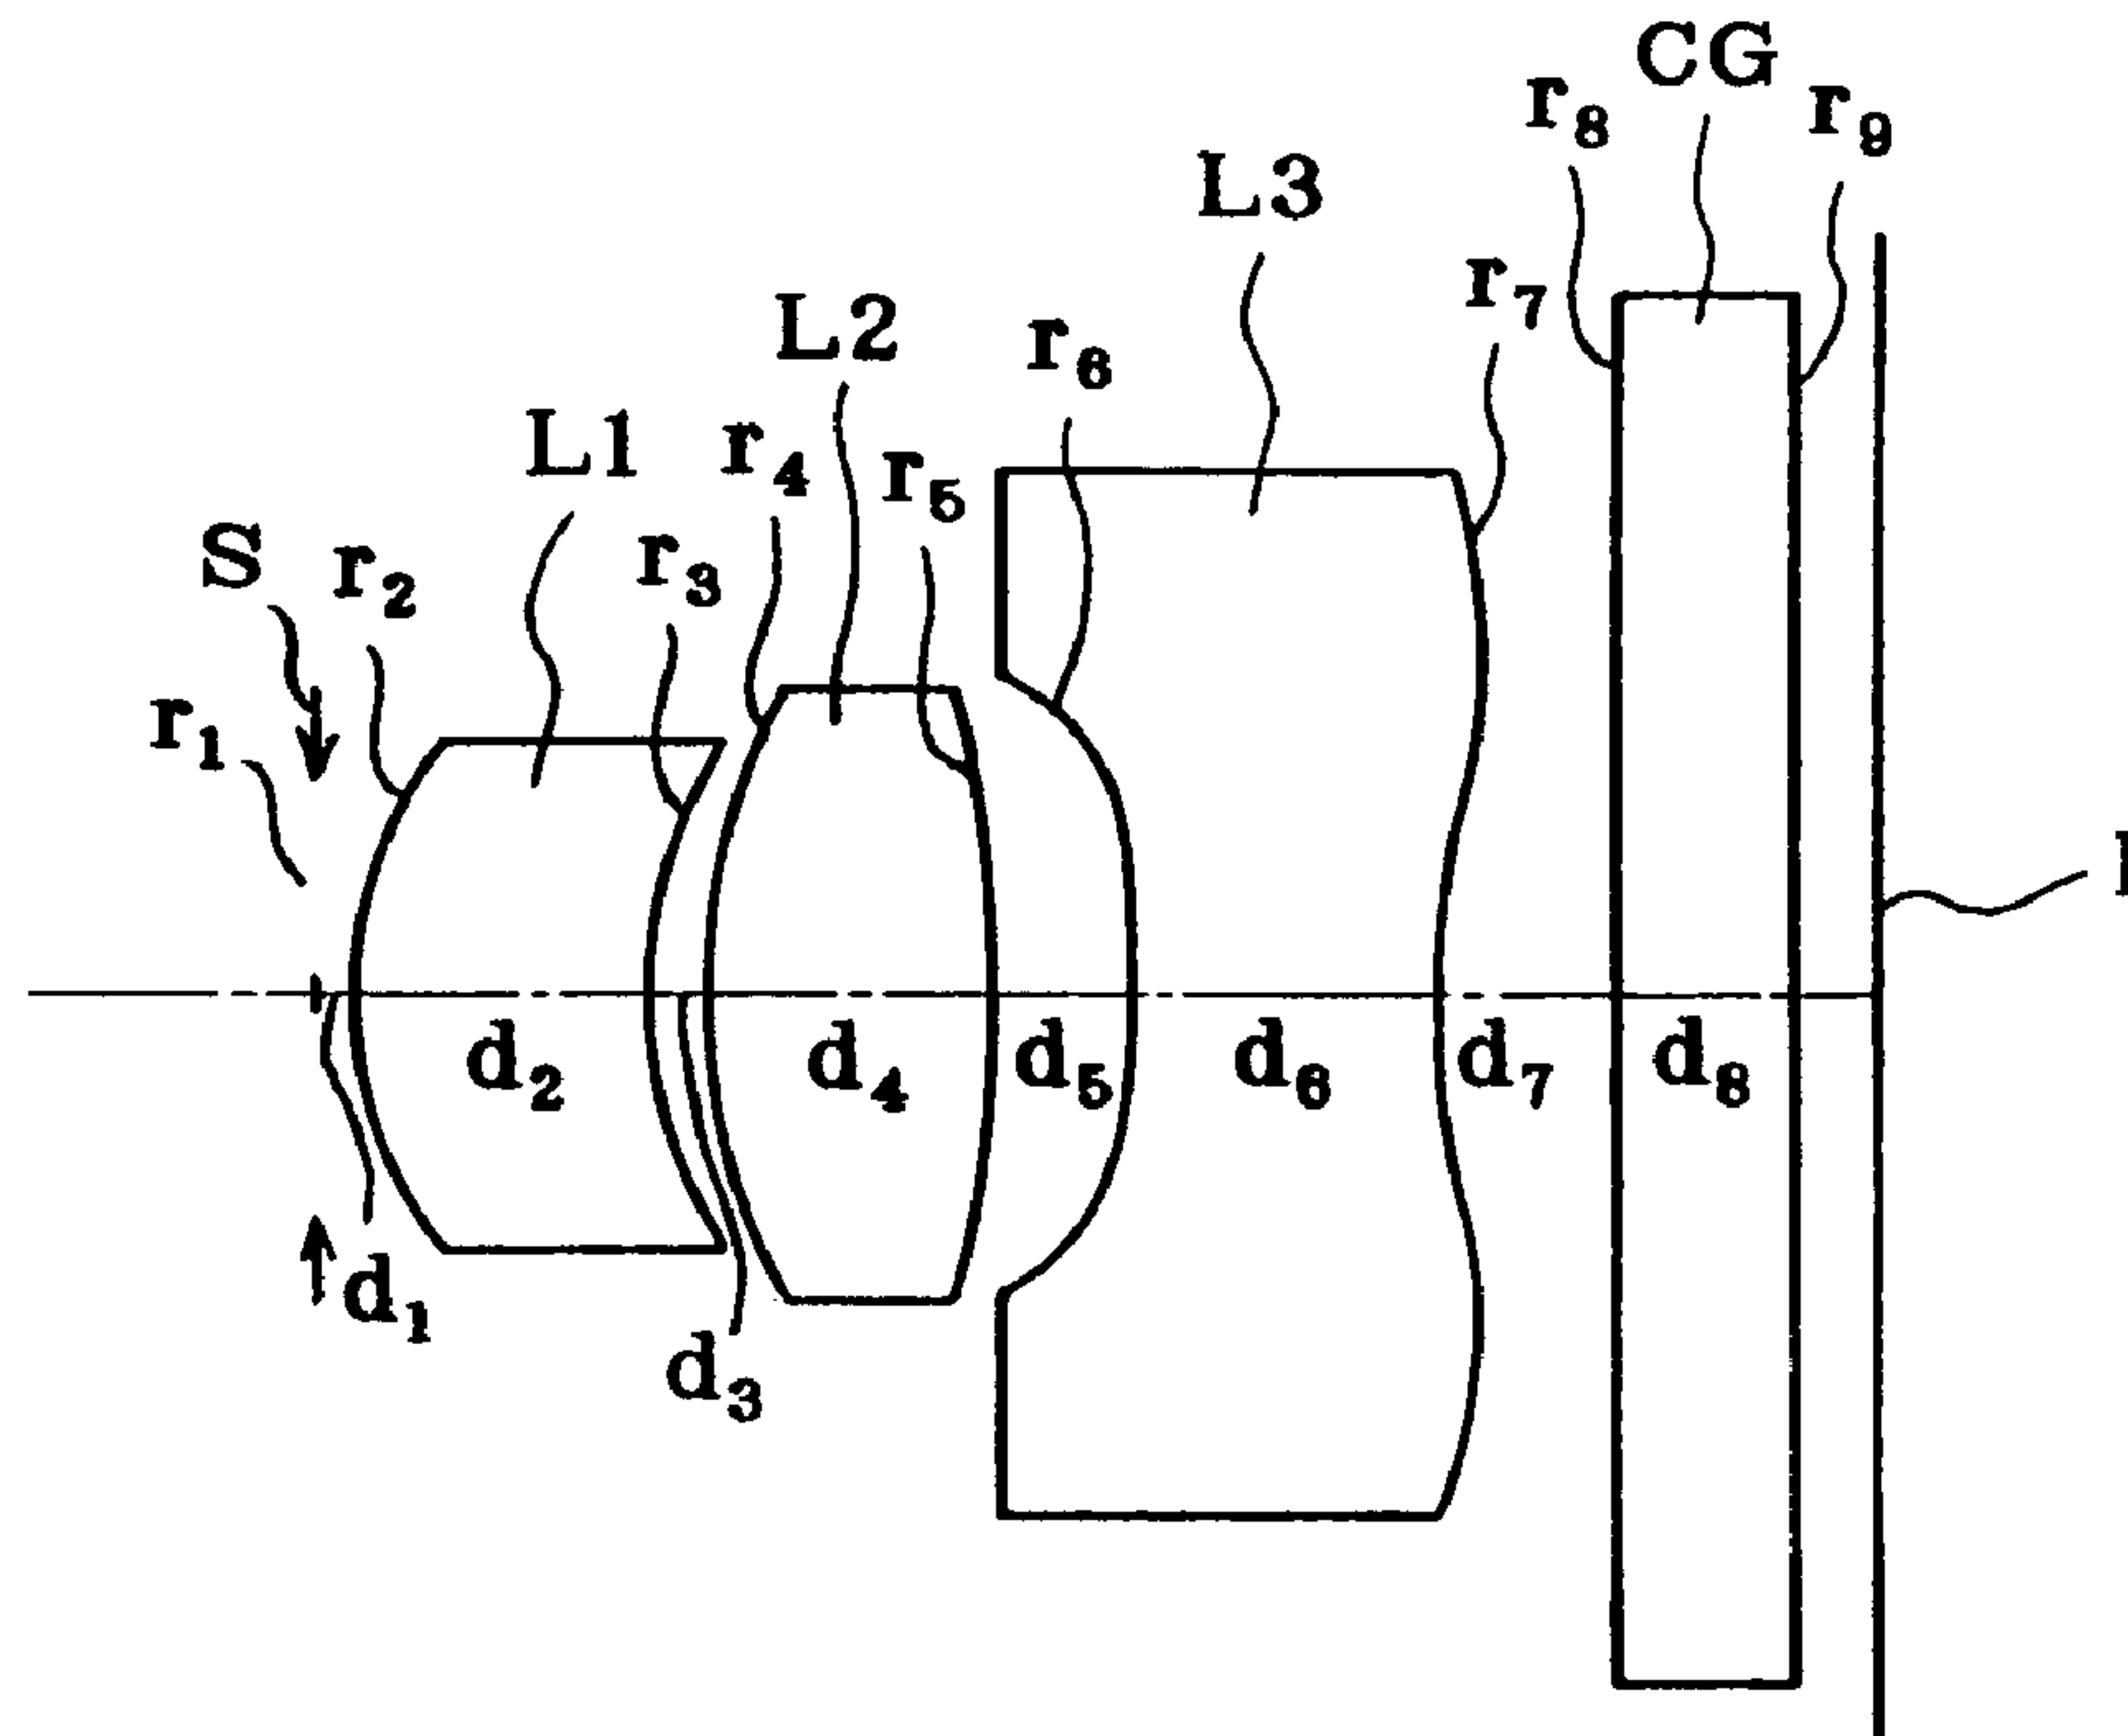 CG
r₈
r₉
L3
r₇
L2
r₆
L1
r₄
r₅
S
r₂
r₃
r₁
d₂
d₄
d₅
d₆
d₇
d₈
d₁
d₃